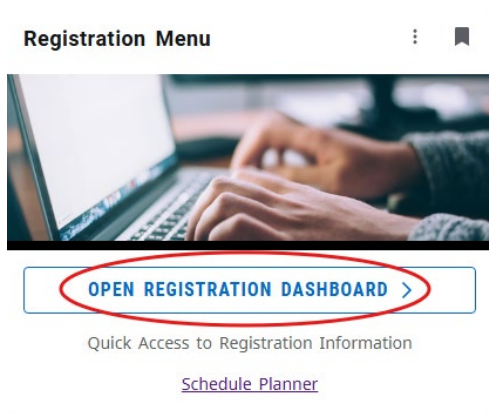 Registration Menu
OPEN REGISTRATION DASHBOARD
Quick Access to Registration Information
Schedule Planner